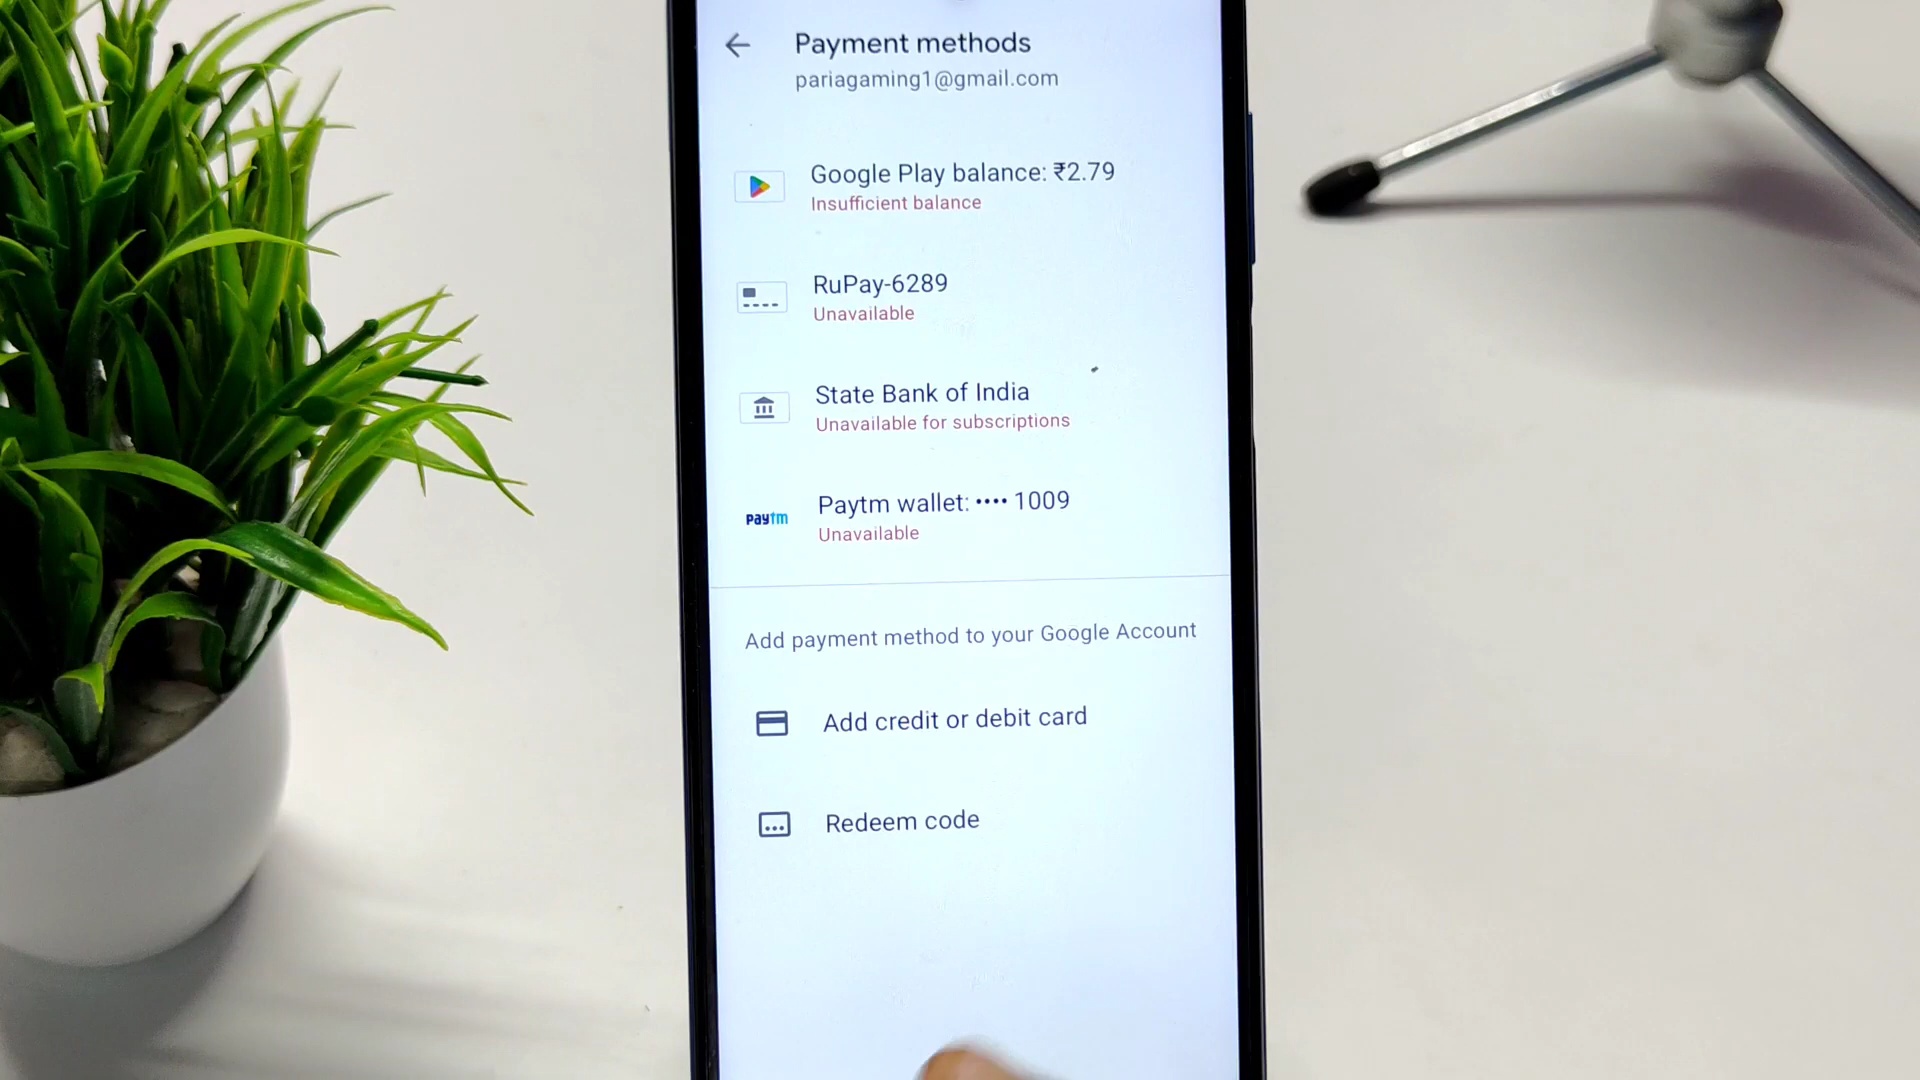 Payment methods
pariagaming1@gmail.com
Google Play balance: ₹2.79
Insufficient balance
RuPay-6289
Unavailable
State Bank of India
Unavailable for subscriptions
Paytm wallet: •••• 1009
paytm
Unavailable
Add payment method to your Google Account
Add credit or debit card
Redeem code